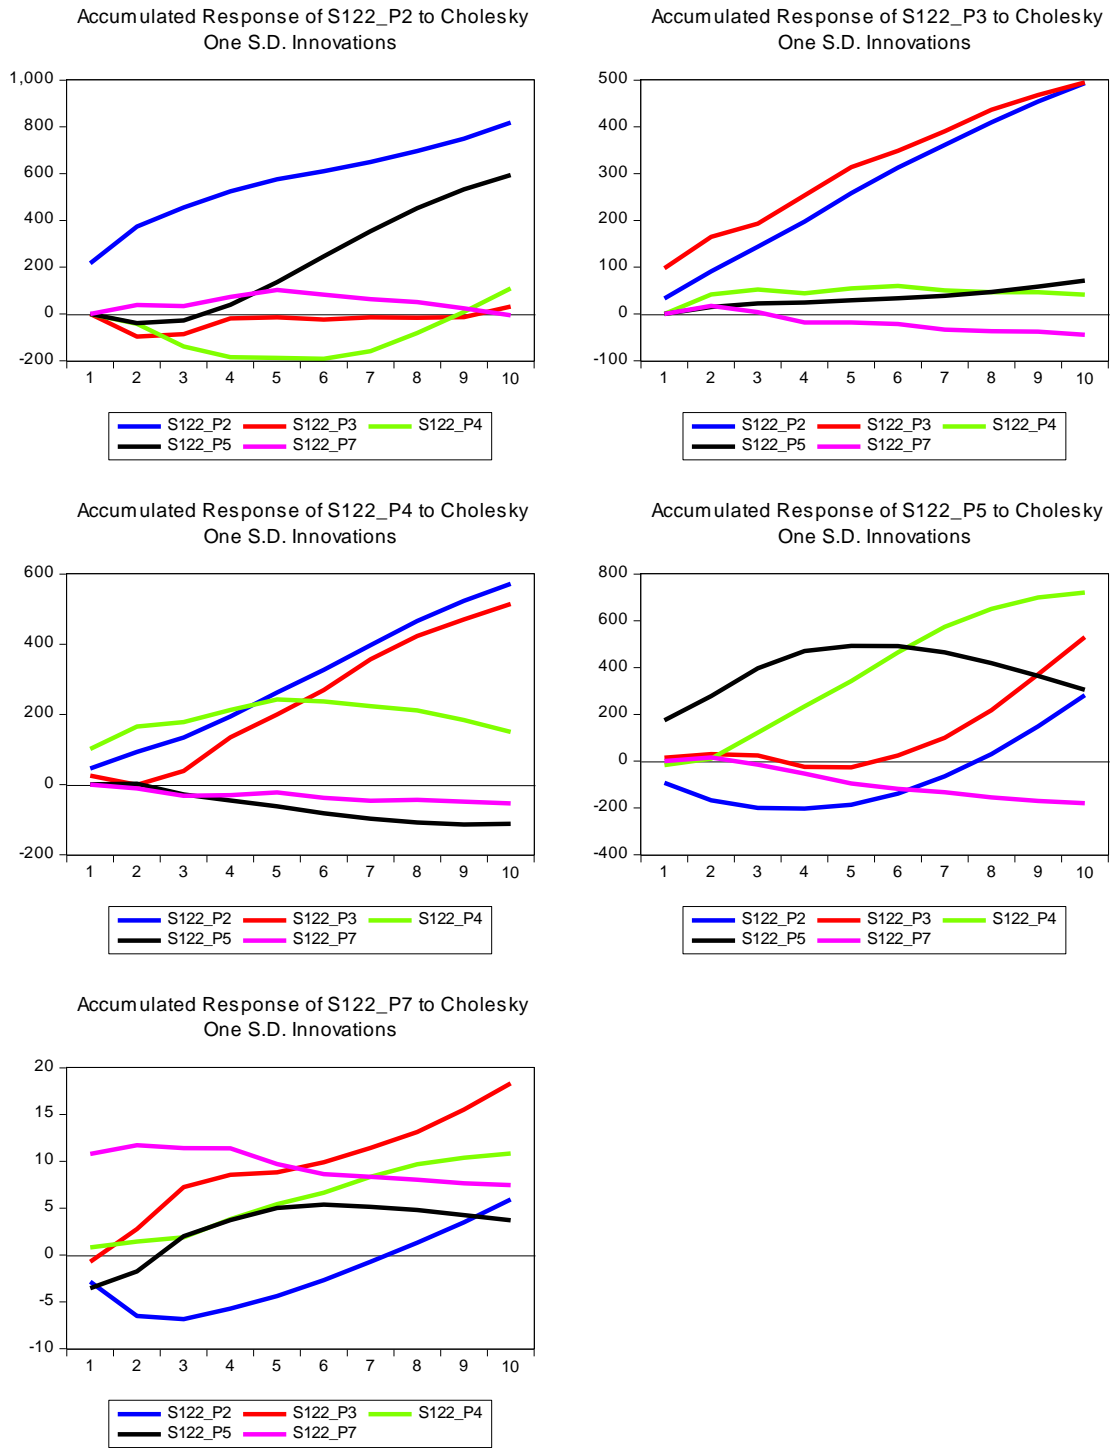 Accumulated Response of S122_P2 to Cholesky
One S.D. Innovations
1,000
800
600
400
200
0
-200
1 2 3 4 5 6 7 8 9 10
S122_P2 S122_P3 S122_P4
S122_P5 S122_P7
Accumulated Response of S122_P3 to Cholesky
One S.D. Innovations
500
400
300
200
100
0
-100
1 2 3 4 5 6 7 8 9 10
S122_P2 S122_P3 S122_P4
S122_P5 S122_P7
Accumulated Response of S122_P4 to Cholesky
One S.D. Innovations
600
400
200
0
-200
1 2 3 4 5 6 7 8 9 10
S122_P2 S122_P3 S122_P4
S122_P5 S122_P7
Accumulated Response of S122_P5 to Cholesky
One S.D. Innovations
800
600
400
200
0
-200
-400
1 2 3 4 5 6 7 8 9 10
S122_P2 S122_P3 S122_P4
S122_P5 S122_P7
Accumulated Response of S122_P7 to Cholesky
One S.D. Innovations
20
15
10
5
0
-5
-10
1 2 3 4 5 6 7 8 9 10
S122_P2 S122_P3 S122_P4
S122_P5 S122_P7